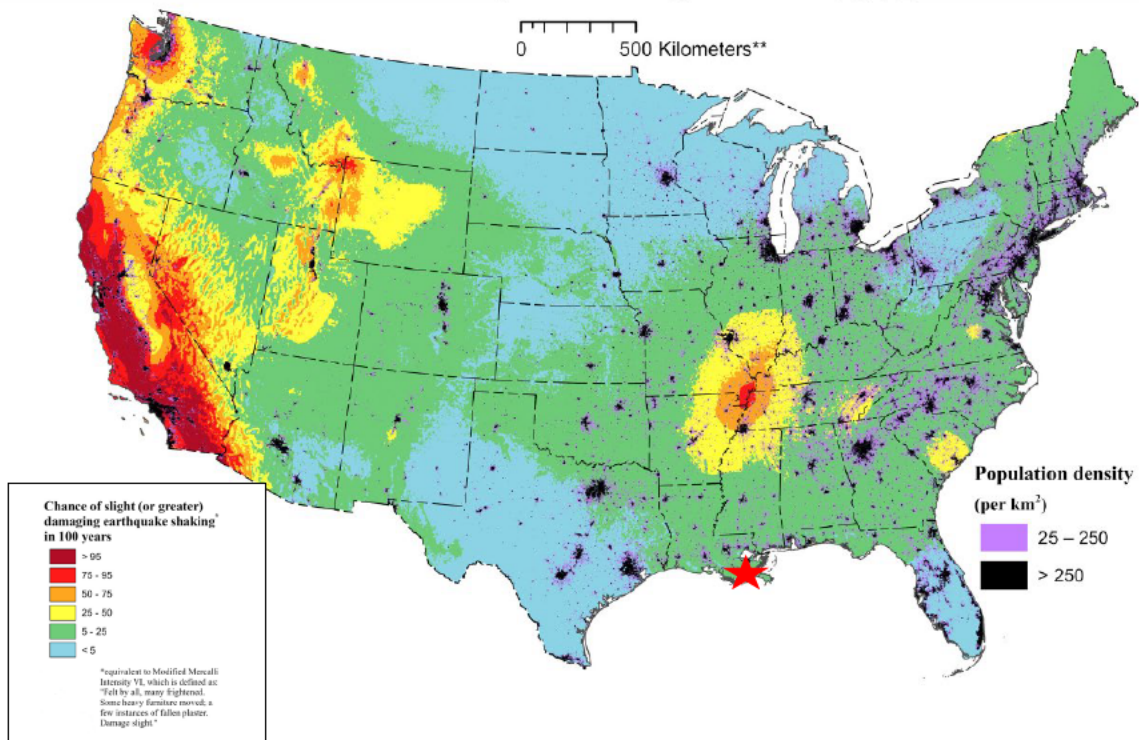 0 500 Kilometers**
Chance of slight (or greater)
damaging earthquake shaking*
in 100 years
> 95
75 - 95
50 - 75
25 - 50
5 - 25
< 5
*equivalent to Modified Mercalli
Intensity VI, which is defined as:
"Felt by all, many frightened.
Some heavy furniture moved; a
few instances of fallen plaster.
Damage slight."
Population density
(per km²)
25 – 250
> 250